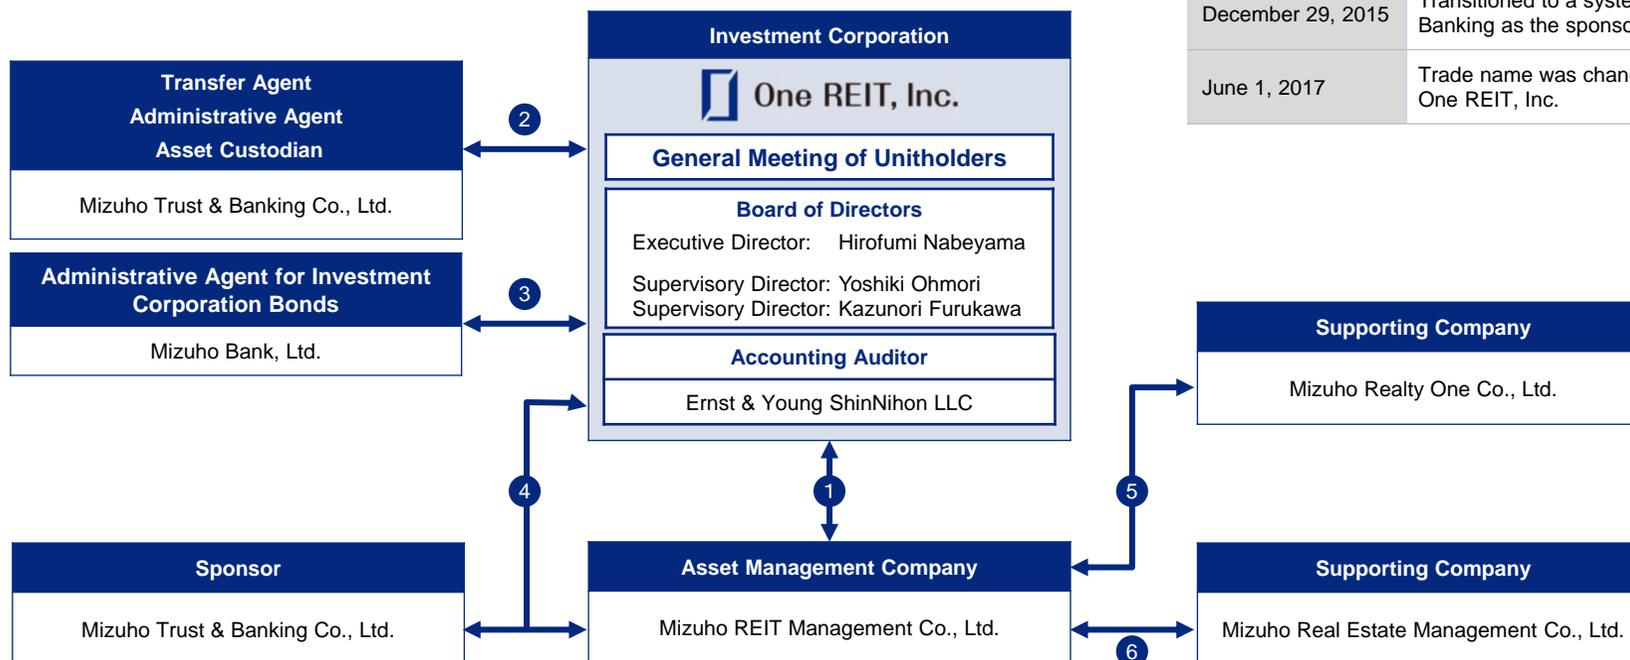 December 29, 2015
Transitioned to a
Banking as the
June 1, 2017
Trade name was
One REIT, Inc.
Investment Corporation
One REIT, Inc.
General Meeting of Unitholders
Board of Directors
Executive Director: Hirofumi Nabeyama
Supervisory Director: Yoshiki Ohmori
Supervisory Director: Kazunori Furukawa
Accounting Auditor
Ernst & Young ShinNihon LLC
Transfer Agent
Administrative Agent
Asset Custodian
Mizuho Trust & Banking Co., Ltd.
2
Administrative Agent for Investment
Corporation Bonds
Mizuho Bank, Ltd.
3
Supporting Company
Mizuho Realty One Co., Ltd.
4
1
5
Sponsor
Mizuho Trust & Banking Co., Ltd.
Asset Management Company
Mizuho REIT Management Co., Ltd.
Supporting Company
Mizuho Real Estate Management Co., Ltd.
6